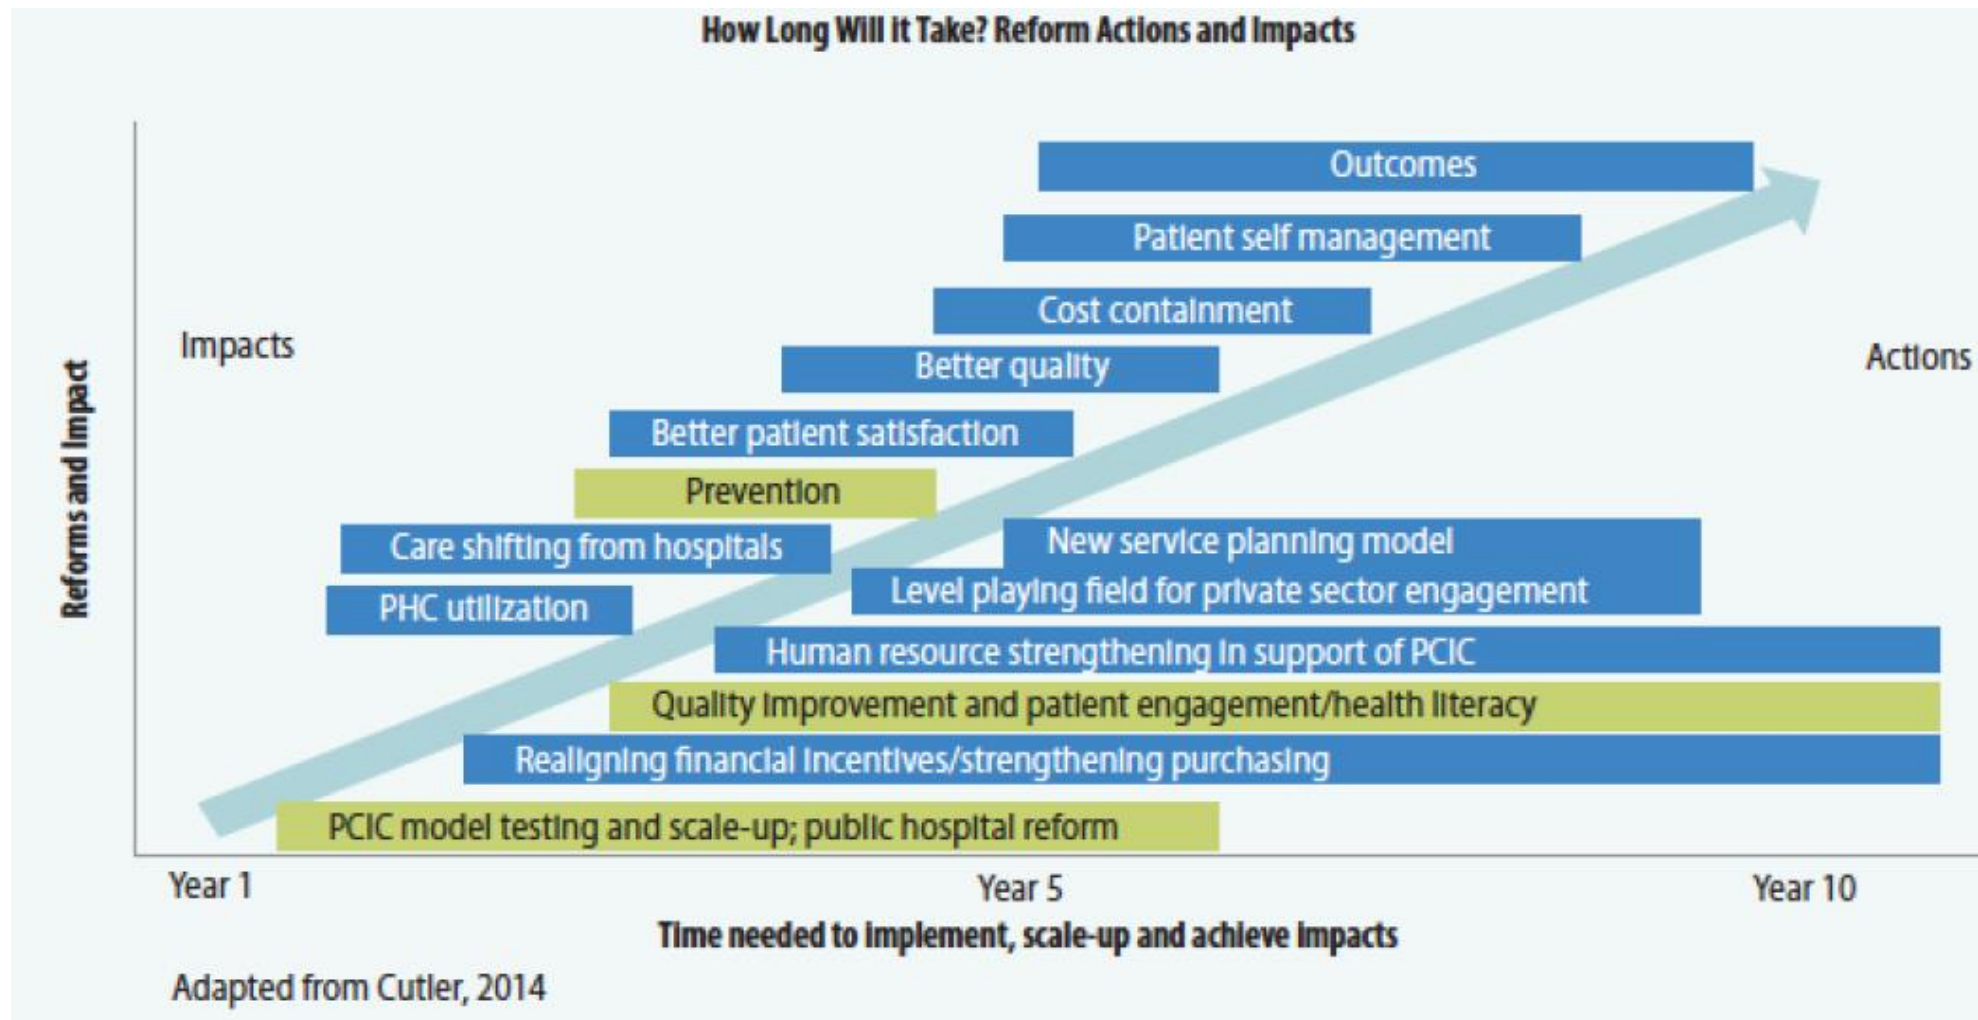 How Long Will it Take? Reform Actions and Impacts
Outcomes
Patient self management
Cost containment
Impacts
Better quality
Actions
Better patient satisfaction
Prevention
Care shifting from hospitals
New service planning model
PHC utilization
Level playing field for private sector engagement
Human resource strengthening in support of PCIC
Quality improvement and patient engagement/health literacy
Realigning financial incentives/strengthening purchasing
PCIC model testing and scale-up; public hospital reform
Reforms and Impact
Year 1
Year 5
Year 10
Time needed to implement, scale-up and achieve impacts
Adapted from Cutler, 2014